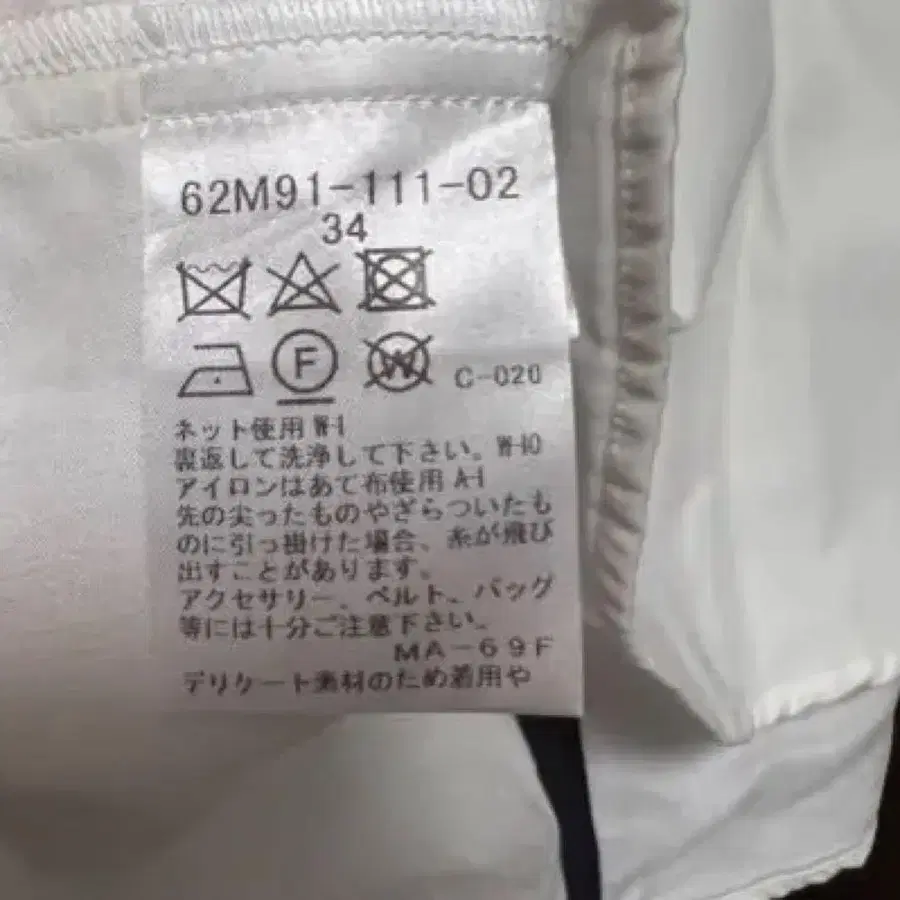 62M91-111-02
34
F
W
C-020
ネット使用 W-1
裏返して洗浄して下さい。W-10
アイロンはあて布使用 A-1
先の尖ったものやざらついたも
のに引っ掛けた場合、糸が飛び
出すことがあります。
アクセサリー、ベルト、バッグ
等には十分ご注意下さい。
MA-69F
デリケート素材のため着用や